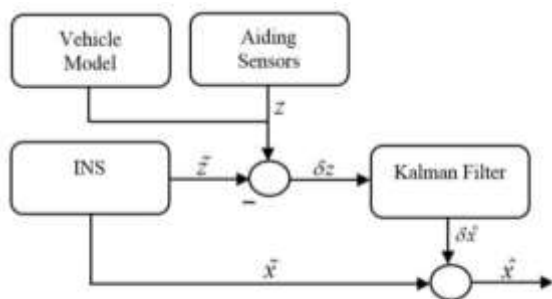 Vehicle
Model
Aiding
Sensors
z
INS
z̃
−
δz
Kalman Filter
δx̂
x̃
x̂